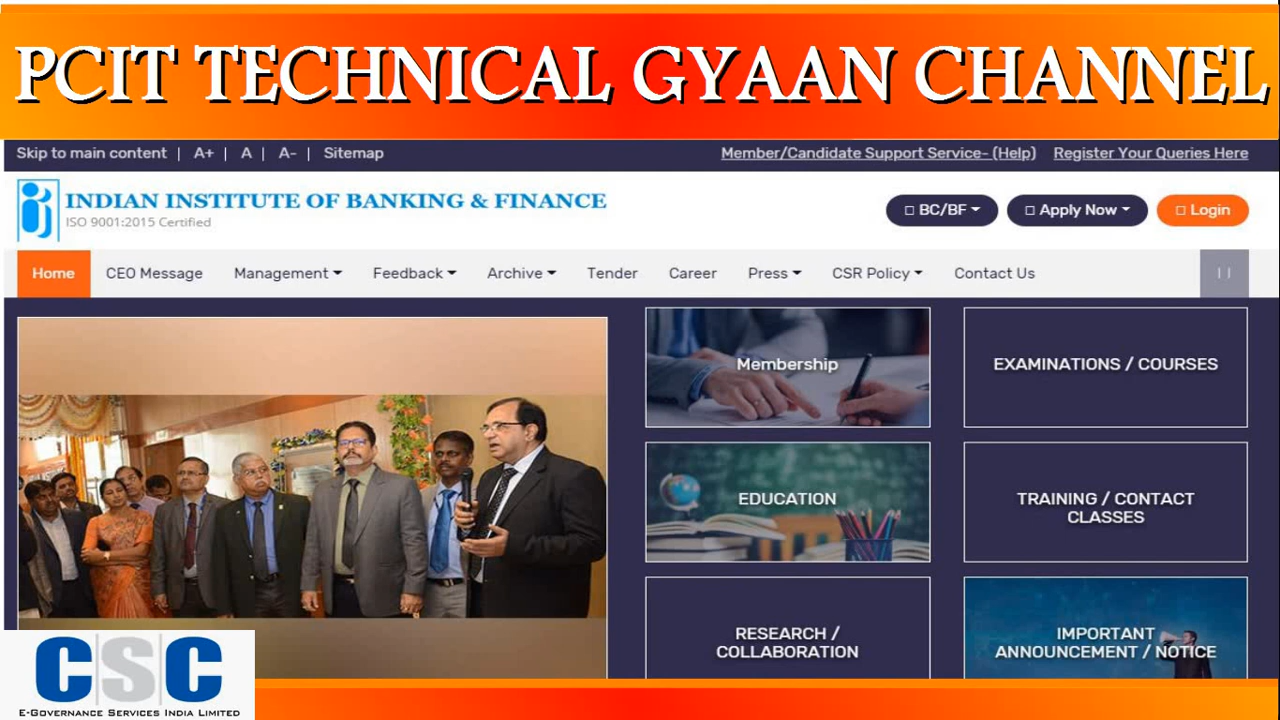 PCIT TECHNICAL GYAAN CHANNEL
Skip to main content | A+ | A | A- | Sitemap
Member/Candidate Support Service- (Help) Register Your Queries Here
INDIAN INSTITUTE OF BANKING & FINANCE
ISO 9001:2015 Certified
BC/BF Apply Now Login
Home CEO Message Management Feedback Archive Tender Career Press CSR Policy Contact Us
Membership
EXAMINATIONS / COURSES
EDUCATION
TRAINING / CONTACT
CLASSES
RESEARCH /
COLLABORATION
IMPORTANT
ANNOUNCEMENT / NOTICE
CSC
E-GOVERNANCE SERVICES INDIA LIMITED